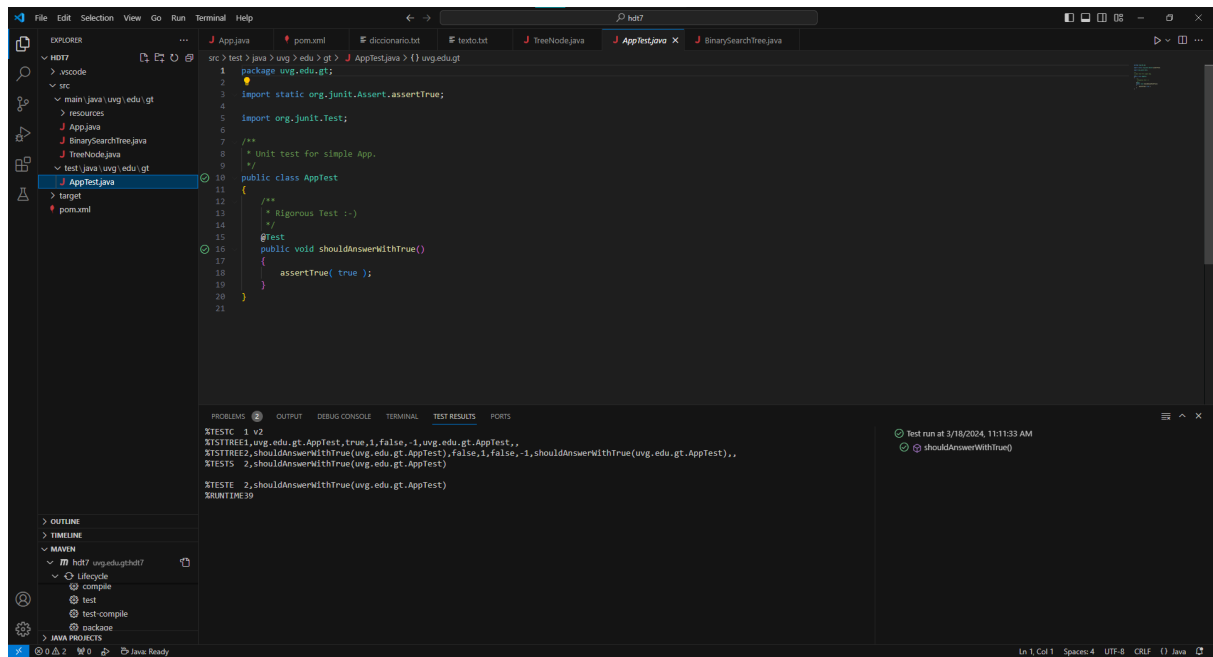 File Edit Selection View Go Run Terminal Help
hdt7
EXPLORER
HDT7
.vscode
src
main\java\uvg\edu\gt
resources
App.java
BinarySearchTree.java
TreeNode.java
test\java\uvg\edu\gt
AppTest.java
target
pom.xml
OUTLINE
TIMELINE
MAVEN
hdt7 uvg.edu.gt:hdt7
Lifecycle
compile
test
test-compile
package
JAVA PROJECTS
App.java pom.xml diccionario.txt texto.txt TreeNode.java AppTest.java BinarySearchTree.java
src > test > java > uvg > edu > gt > AppTest.java > {} uvg.edu.gt
1 package uvg.edu.gt;
2
3 import static org.junit.Assert.assertTrue;
4
5 import org.junit.Test;
6
7 /**
8 * Unit test for simple App.
9 */
10 public class AppTest
11 {
12 /**
13 * Rigorous Test :-)
14 */
15 @Test
16 public void shouldAnswerWithTrue()
17 {
18 assertTrue( true );
19 }
20 }
21
PROBLEMS 2 OUTPUT DEBUG CONSOLE TERMINAL TEST RESULTS PORTS
%TESTC 1 v2
%TSTTREE1,uvg.edu.gt.AppTest,true,1,false,-1,uvg.edu.gt.AppTest,,
%TSTTREE2,shouldAnswerWithTrue(uvg.edu.gt.AppTest),false,1,false,-1,shouldAnswerWithTrue(uvg.edu.gt.AppTest),,
%TESTS 2,shouldAnswerWithTrue(uvg.edu.gt.AppTest)
%TESTE 2,shouldAnswerWithTrue(uvg.edu.gt.AppTest)
%RUNTIME39
Test run at 3/18/2024, 11:11:33 AM
shouldAnswerWithTrue()
0 2 0 Java: Ready
Ln 1, Col 1 Spaces: 4 UTF-8 CRLF {} Java